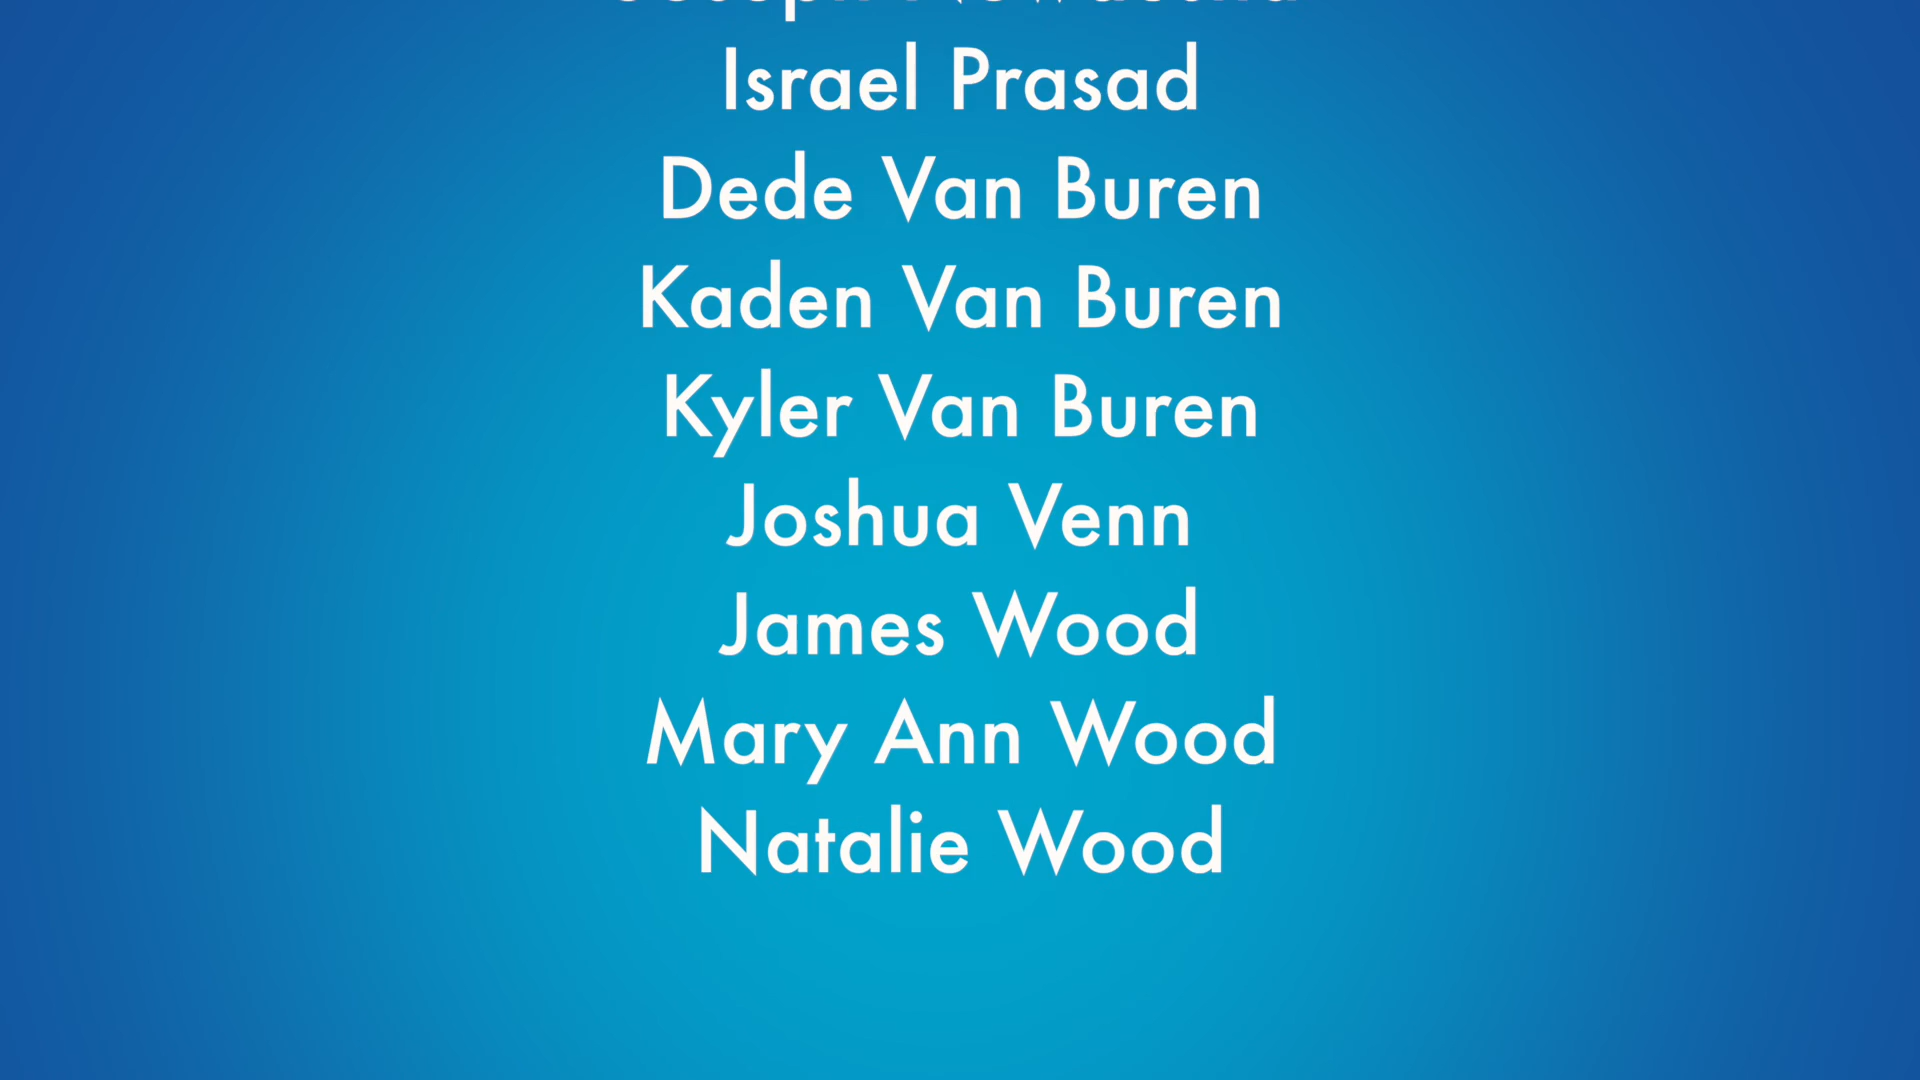 Joseph
Israel Prasad
Dede Van Buren
Kaden Van Buren
Kyler Van Buren
Joshua Venn
James Wood
Mary Ann Wood
Natalie Wood